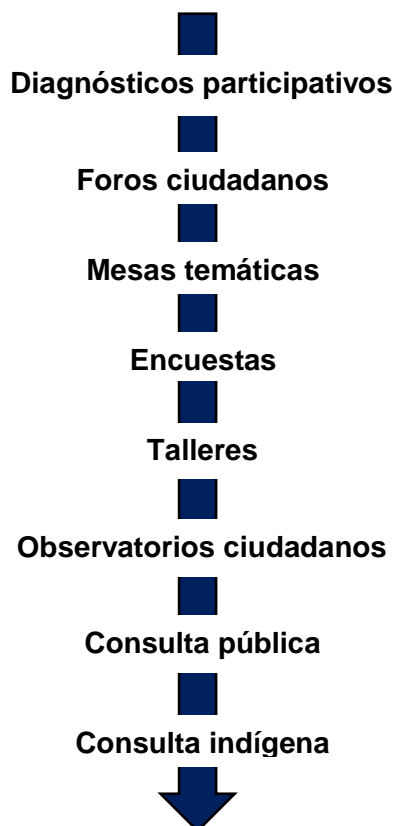 Diagnósticos participativos
Foros ciudadanos
Mesas temáticas
Encuestas
Talleres
Observatorios ciudadanos
Consulta pública
Consulta indígena